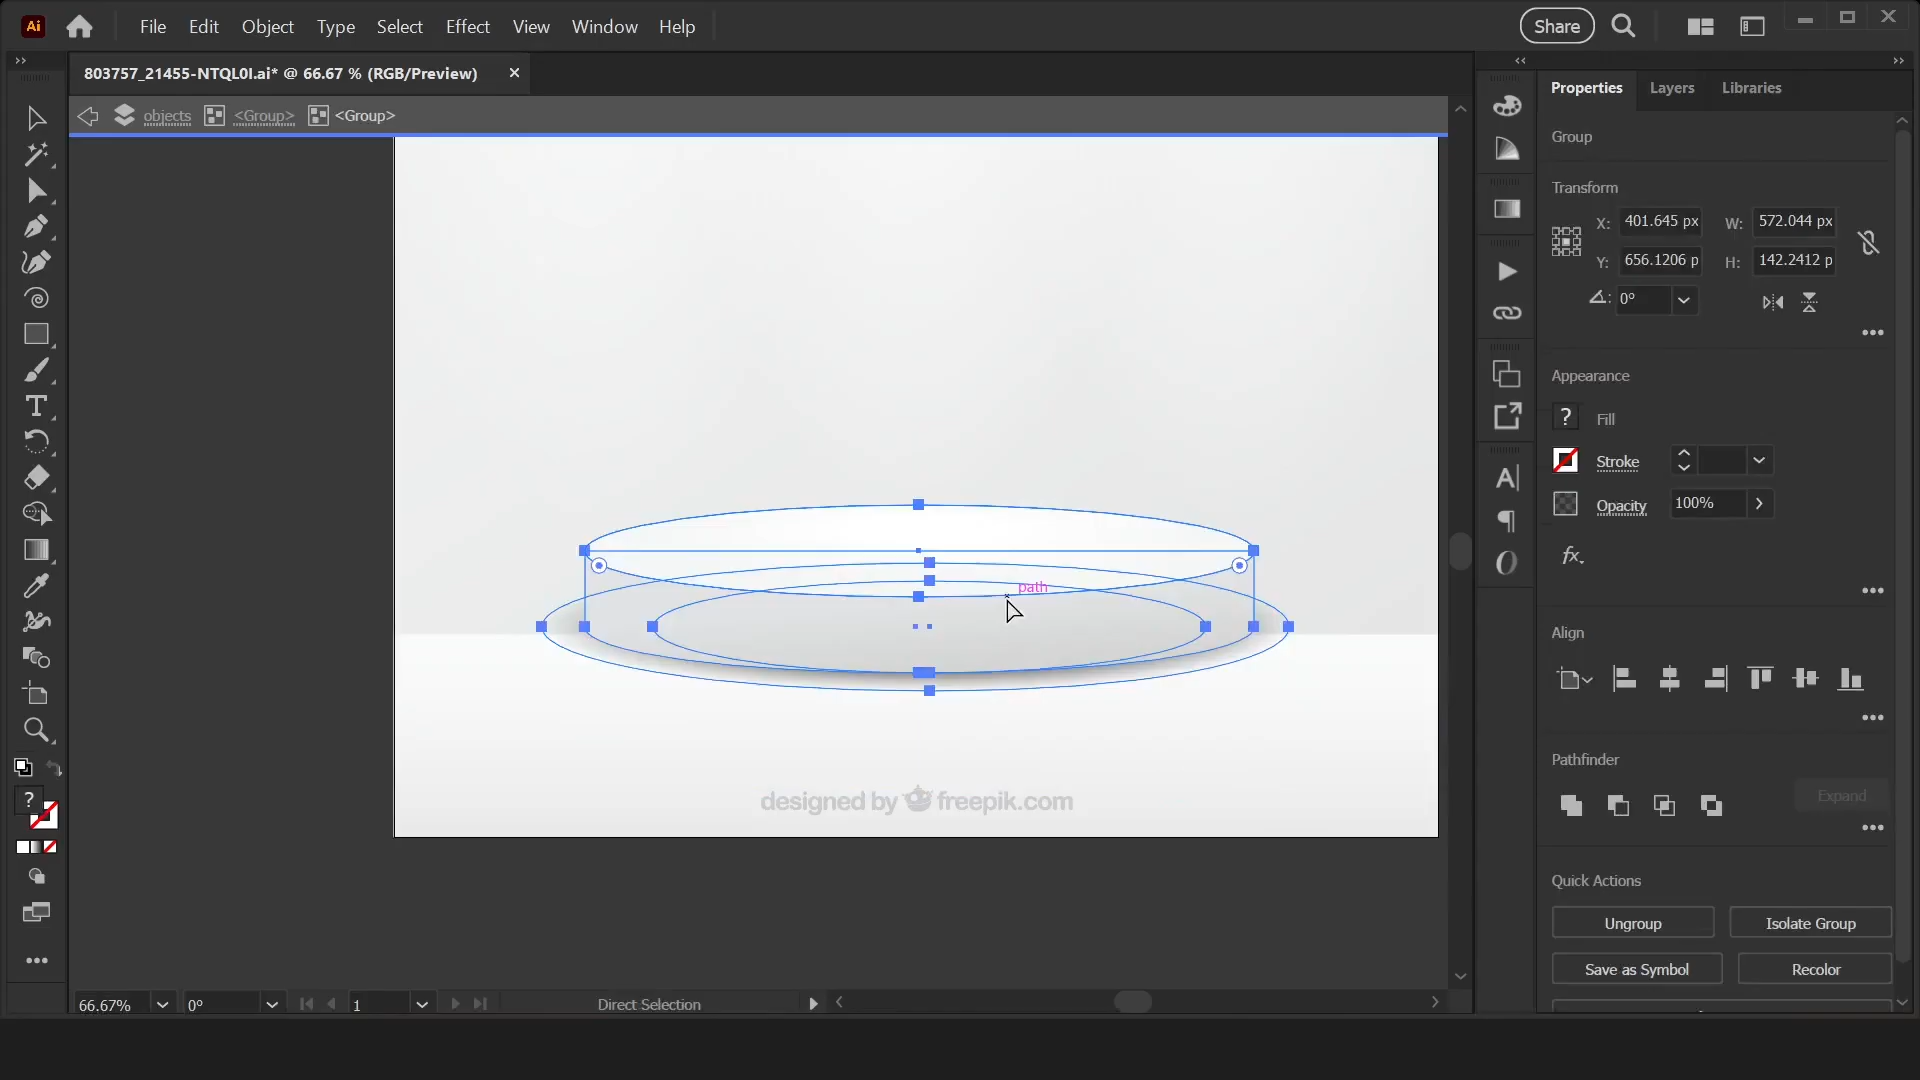 Ai
File Edit Object Type Select Effect View Window Help
Share
803757_21455-NTQL0I.ai* @ 66.67 % (RGB/Preview)
objects <Group> <Group>
Properties Layers Libraries
Group
Transform
X: 401.645 px W: 572.044 px
Y: 656.1206 p H: 142.2412 p
0°
Appearance
? Fill
Stroke
Opacity 100%
fx
path
Align
Pathfinder
Expand
designed by freepik.com
Quick Actions
Ungroup Isolate Group
Save as Symbol Recolor
66.67% 0° 1 Direct Selection